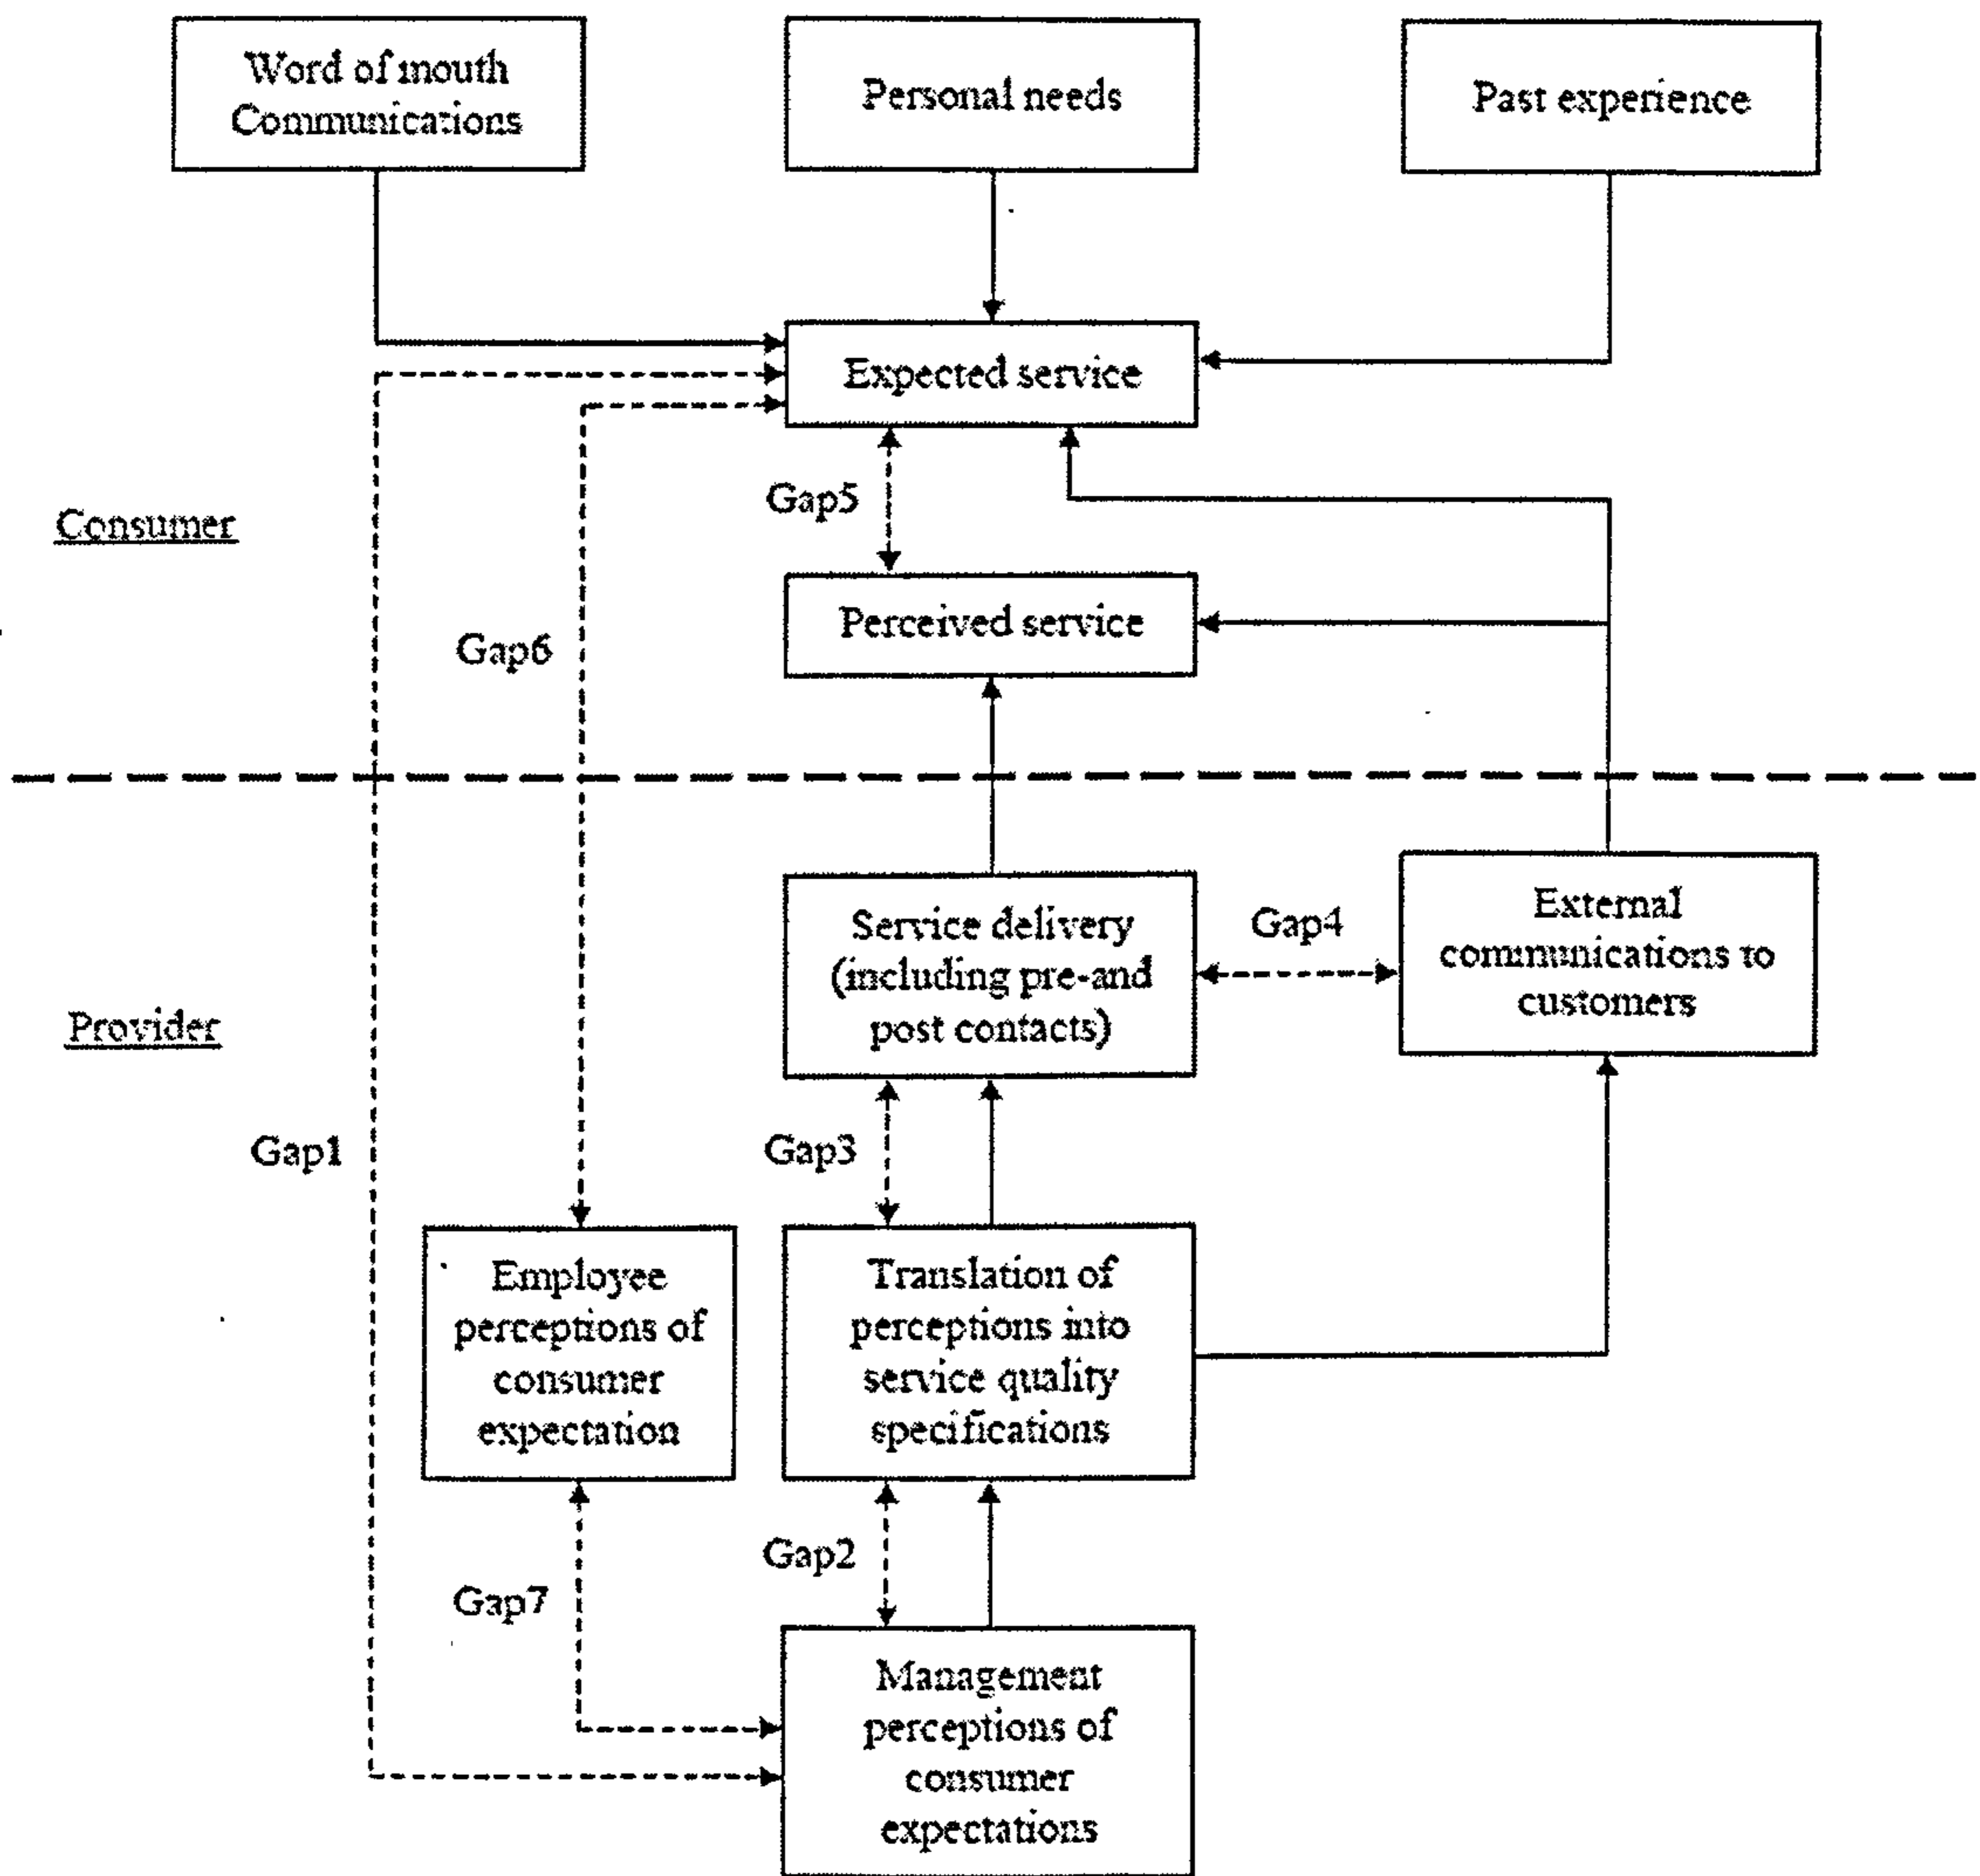 Word of mouth
Communications
Personal needs
Past experience
Expected service
Gap5
Consumer
Perceived service
Gap6
Service delivery
(including pre-and
post contacts)
Gap4
External
communications to
customers
Provider
Gap1
Gap3
Employee
perceptions of
consumer
expectation
Translation of
perceptions into
service quality
specifications
Gap2
Gap7
Management
perceptions of
consumer
expectations